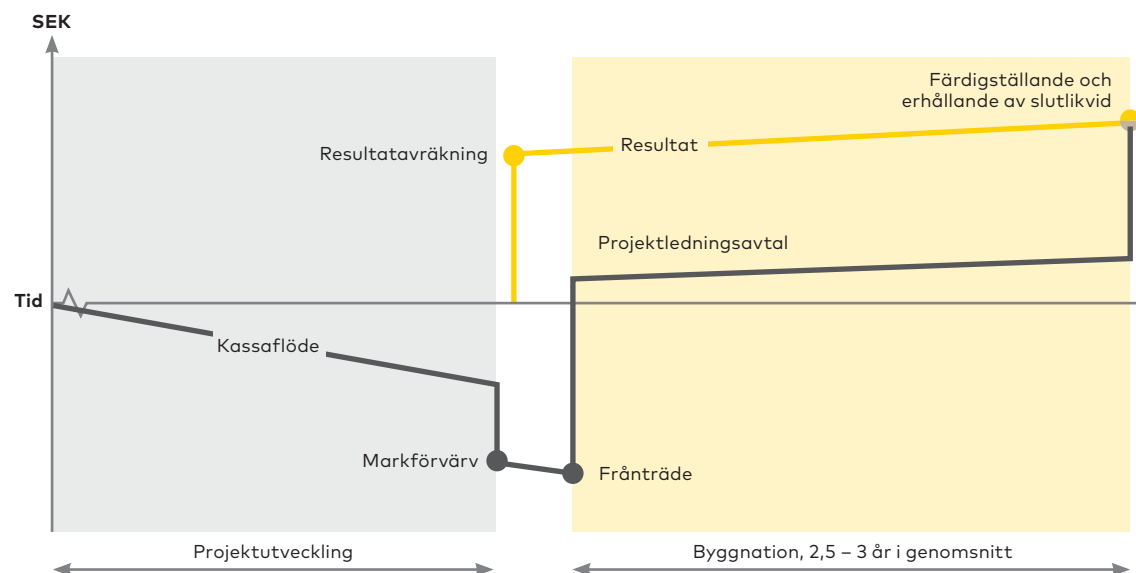 SEK
Färdigställande och
erhållande av slutlikvid
Resultatavräkning
Resultat
Projektledningsavtal
Tid
Kassaflöde
Markförvärv
Frånträde
Projektutveckling
Byggnation, 2,5 – 3 år i genomsnitt